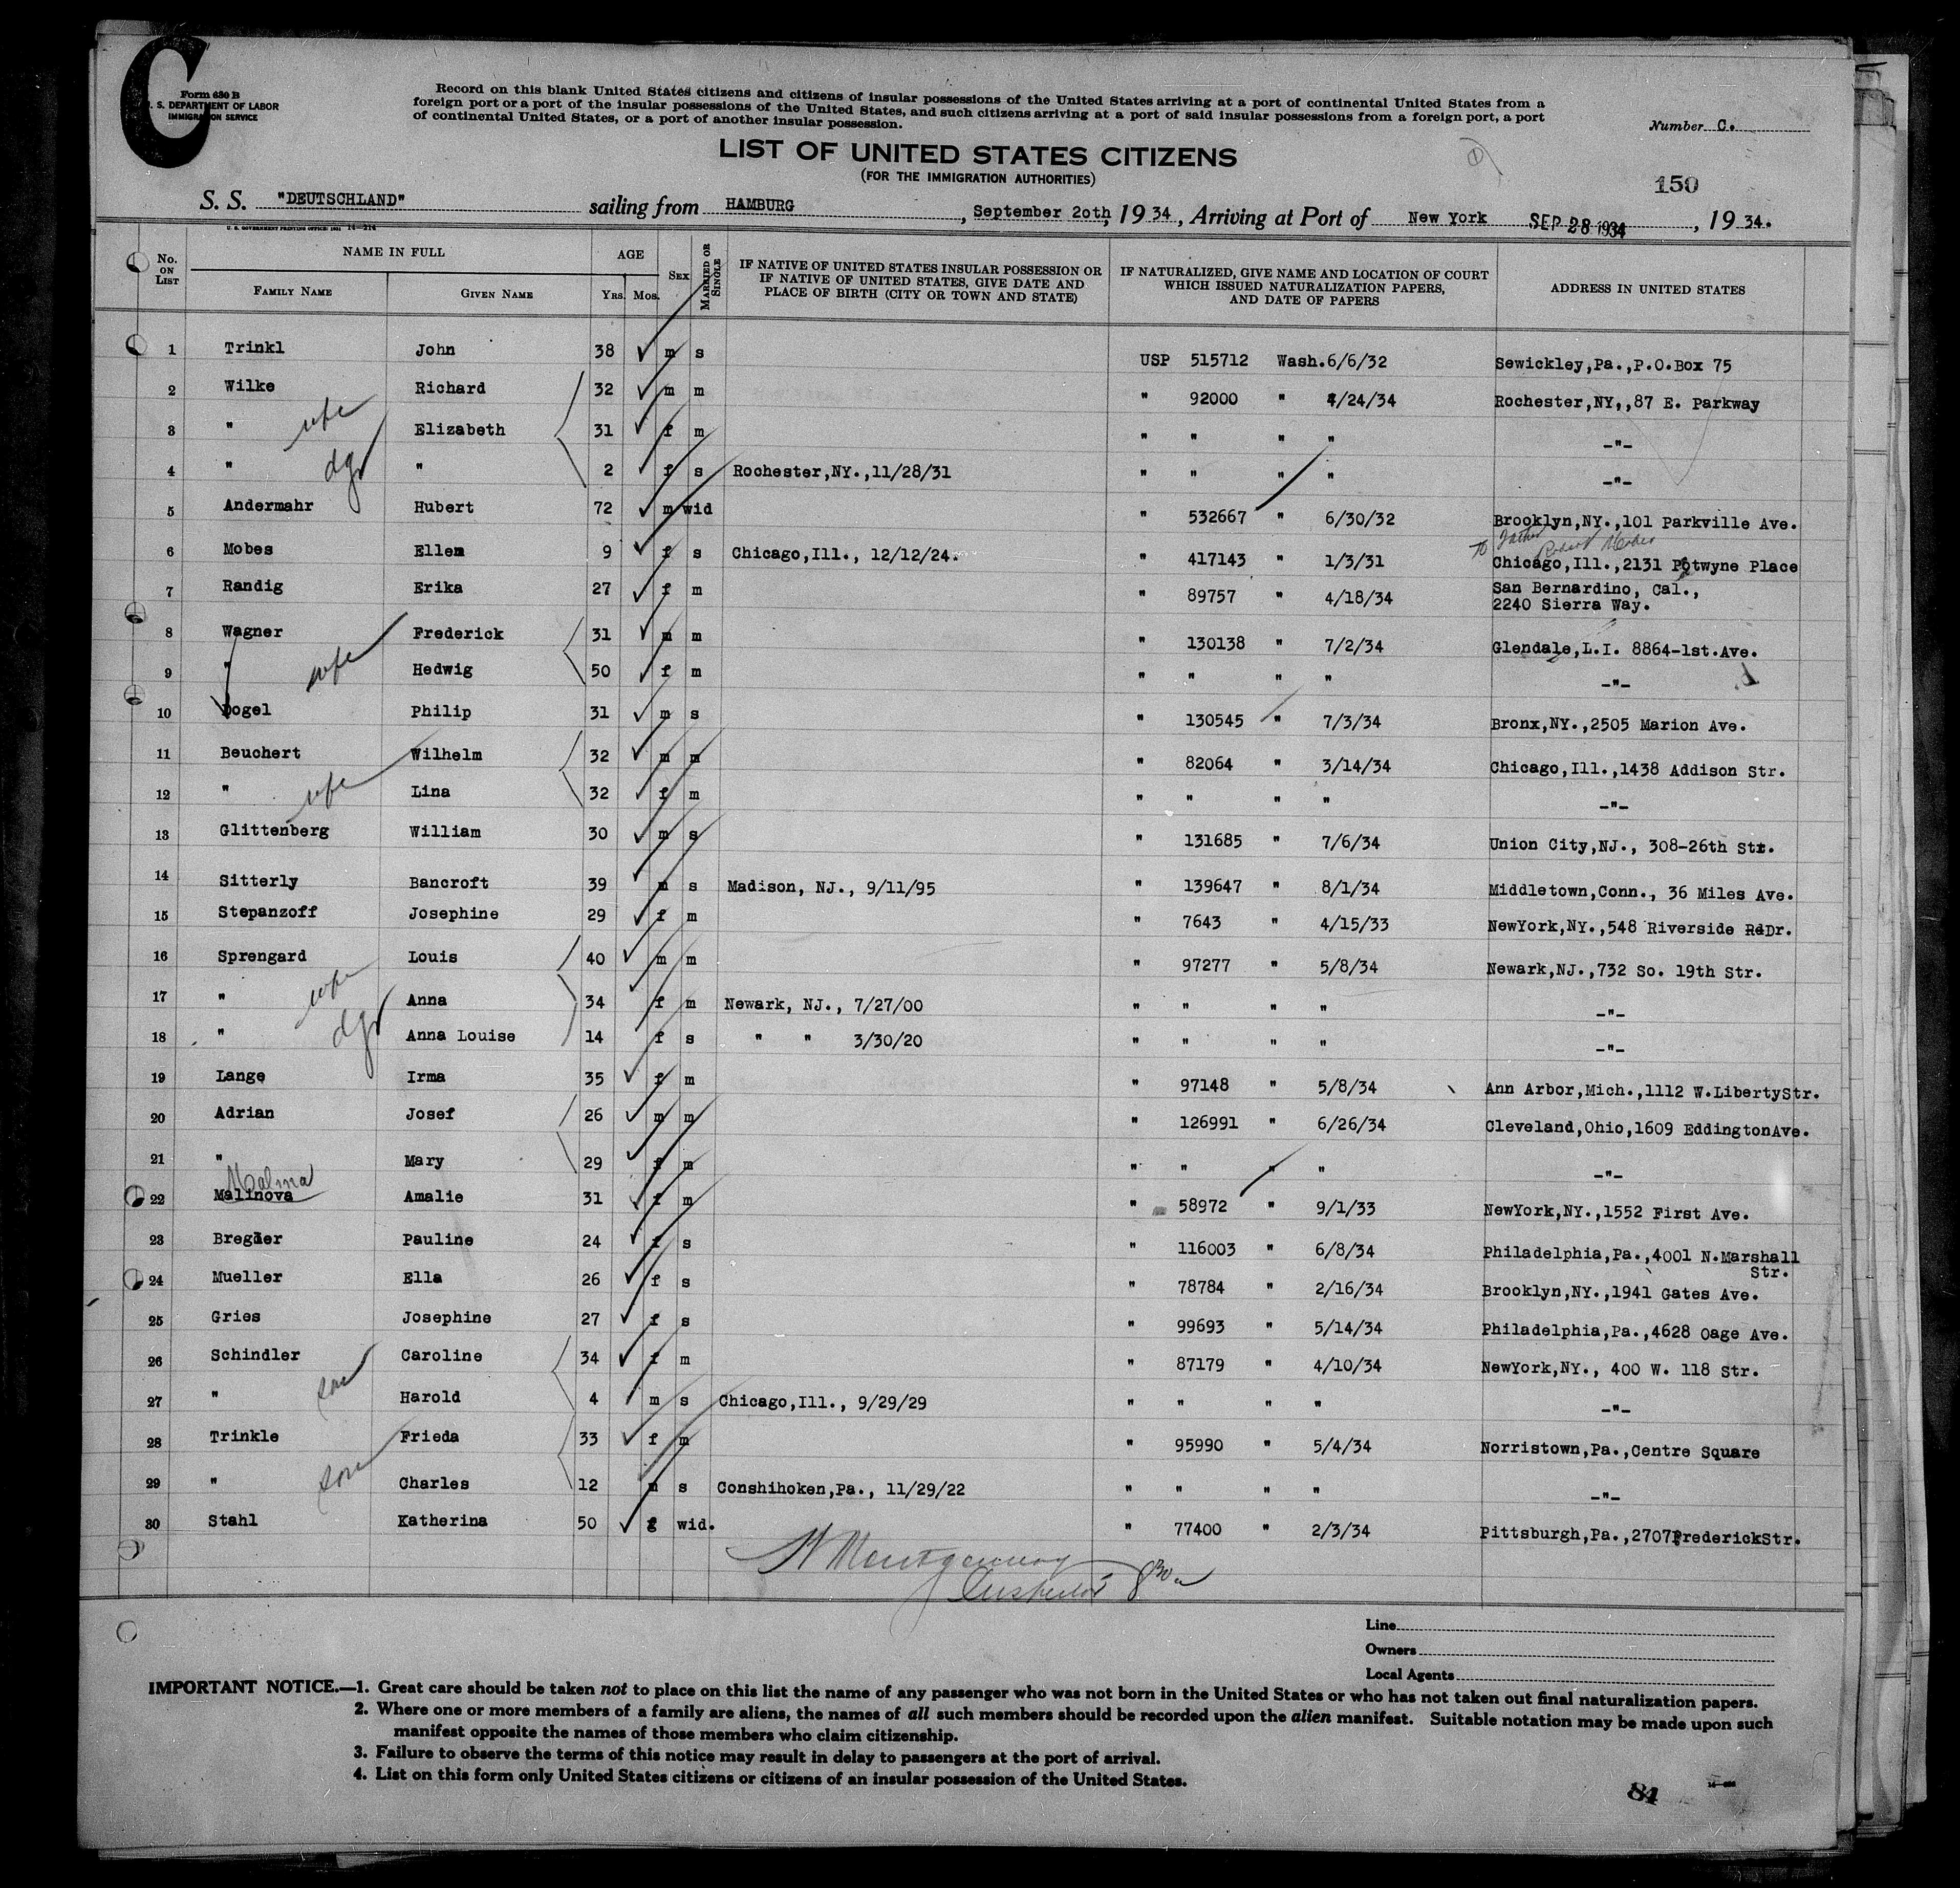 C
Form 630 B
U. S. DEPARTMENT OF LABOR
IMMIGRATION SERVICE
Record on this blank United States citizens and citizens of insular possessions of the United States arriving at a port of continental United States from a
foreign port or a port of the insular possessions of the United States, and such citizens arriving at a port of said insular possessions from a foreign port, a port
of continental United States, or a port of another insular possession.
Number C.
LIST OF UNITED STATES CITIZENS
(FOR THE IMMIGRATION AUTHORITIES)
150
S. S. "DEUTSCHLAND" sailing from HAMBURG, September 20th, 1934, Arriving at Port of New York SEP 28 1934, 1934.
U. S. GOVERNMENT PRINTING OFFICE: 1931 14-214
No. ON LIST
NAME IN FULL
FAMILY NAME GIVEN NAME
AGE
YRS. MOS.
SEX
MARRIED OR SINGLE
IF NATIVE OF UNITED STATES INSULAR POSSESSION OR
IF NATIVE OF UNITED STATES, GIVE DATE AND
PLACE OF BIRTH (CITY OR TOWN AND STATE)
IF NATURALIZED, GIVE NAME AND LOCATION OF COURT
WHICH ISSUED NATURALIZATION PAPERS,
AND DATE OF PAPERS
ADDRESS IN UNITED STATES
1 Trinkl John 38 m s USP 515712 Wash. 6/6/32 Sewickley,Pa.,P.O.Box 75
2 Wilke Richard 32 m m " 92000 " 4/24/34 Rochester,NY,,87 E. Parkway
3 " wife Elizabeth 31 f m " " " " -"-
4 " dgr " 2 f s Rochester,NY.,11/28/31 " " " " -"-
5 Andermahr Hubert 72 m wid " 532667 " 6/30/32 Brooklyn,NY.,101 Parkville Ave.
To father Robert Mobes
6 Mobes Ellen 9 f s Chicago,Ill., 12/12/24. " 417143 " 1/3/31 Chicago,Ill.,2131 Potwyne Place
7 Randig Erika 27 f m " 89757 " 4/18/34 San Bernardino, Cal.,
2240 Sierra Way.
8 Wagner Frederick 31 m m " 130138 " 7/2/34 Glendale,L.I. 8864-1st.Ave.
9 " wife Hedwig 50 f m " " " " -"-
10 Dogel Philip 31 m s " 130545 " 7/3/34 Bronx,NY.,2505 Marion Ave.
11 Beuchert Wilhelm 32 m m " 82064 " 3/14/34 Chicago,Ill.,1438 Addison Str.
12 " wife Lina 32 f m " " " " -"-
13 Glittenberg William 30 m s " 131685 " 7/6/34 Union City,NJ., 308-26th Str.
14 Sitterly Bancroft 39 m s Madison, NJ., 9/11/95 " 139647 " 8/1/34 Middletown,Conn., 36 Miles Ave.
15 Stepanzoff Josephine 29 f m " 7643 " 4/15/33 NewYork,NY.,548 Riverside RdDr.
16 Sprengard Louis 40 m m " 97277 " 5/8/34 Newark,NJ.,732 So. 19th Str.
17 " wife Anna 34 f m Newark, NJ., 7/27/00 " " " " -"-
18 " dgr Anna Louise 14 f s " " 3/30/20 " " " " -"-
19 Lange Irma 35 f m " 97148 " 5/8/34 Ann Arbor,Mich.,1112 W.LibertyStr.
20 Adrian Josef 26 m m " 126991 " 6/26/34 Cleveland,Ohio,1609 EddingtonAve.
21 " Mary 29 f m " " " " -"-
Malina
22 Malinova Amalie 31 f m " 58972 " 9/1/33 NewYork,NY.,1552 First Ave.
23 Bregler Pauline 24 f s " 116003 " 6/8/34 Philadelphia,Pa.,4001 N.Marshall
Str.
24 Mueller Ella 26 f s " 78784 " 2/16/34 Brooklyn,NY.,1941 Gates Ave.
25 Gries Josephine 27 f s " 99693 " 5/14/34 Philadelphia,Pa.,4628 Oage Ave.
26 Schindler Caroline 34 f m " 87179 " 4/10/34 NewYork,NY., 400 W. 118 Str.
27 " son Harold 4 m s Chicago,Ill., 9/29/29 " " " " -"-
28 Trinkle Frieda 33 f m " 95990 " 5/4/34 Norristown,Pa.,Centre Square
29 " son Charles 12 m s Conshihoken,Pa., 11/29/22 " " " " -"-
30 Stahl Katherina 50 f wid. " 77400 " 2/3/34 Pittsburgh,Pa.,2707FrederickStr.
Montgomery
Inspector 830a
Line
Owners
Local Agents
IMPORTANT NOTICE.—1. Great care should be taken not to place on this list the name of any passenger who was not born in the United States or who has not taken out final naturalization papers.
2. Where one or more members of a family are aliens, the names of all such members should be recorded upon the alien manifest. Suitable notation may be made upon such
manifest opposite the names of those members who claim citizenship.
3. Failure to observe the terms of this notice may result in delay to passengers at the port of arrival.
4. List on this form only United States citizens or citizens of an insular possession of the United States.
84